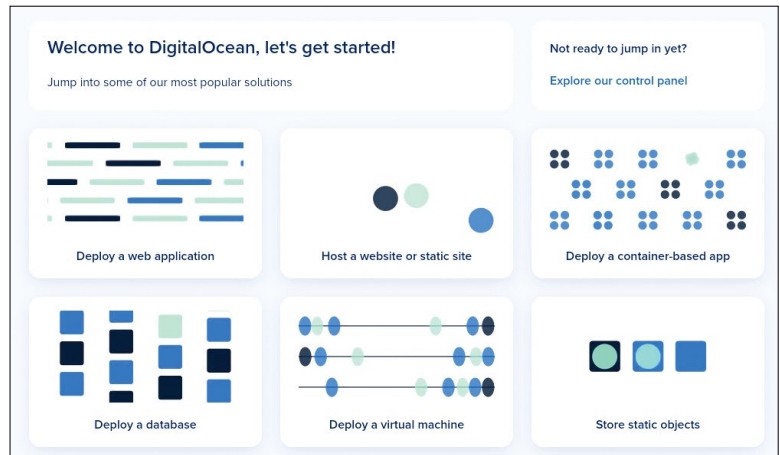 Welcome to DigitalOcean, let's get started!
Jump into some of our most popular solutions
Not ready to jump in yet?
Explore our control panel
Deploy a web application
Host a website or static site
Deploy a container-based app
Deploy a database
Deploy a virtual machine
Store static objects